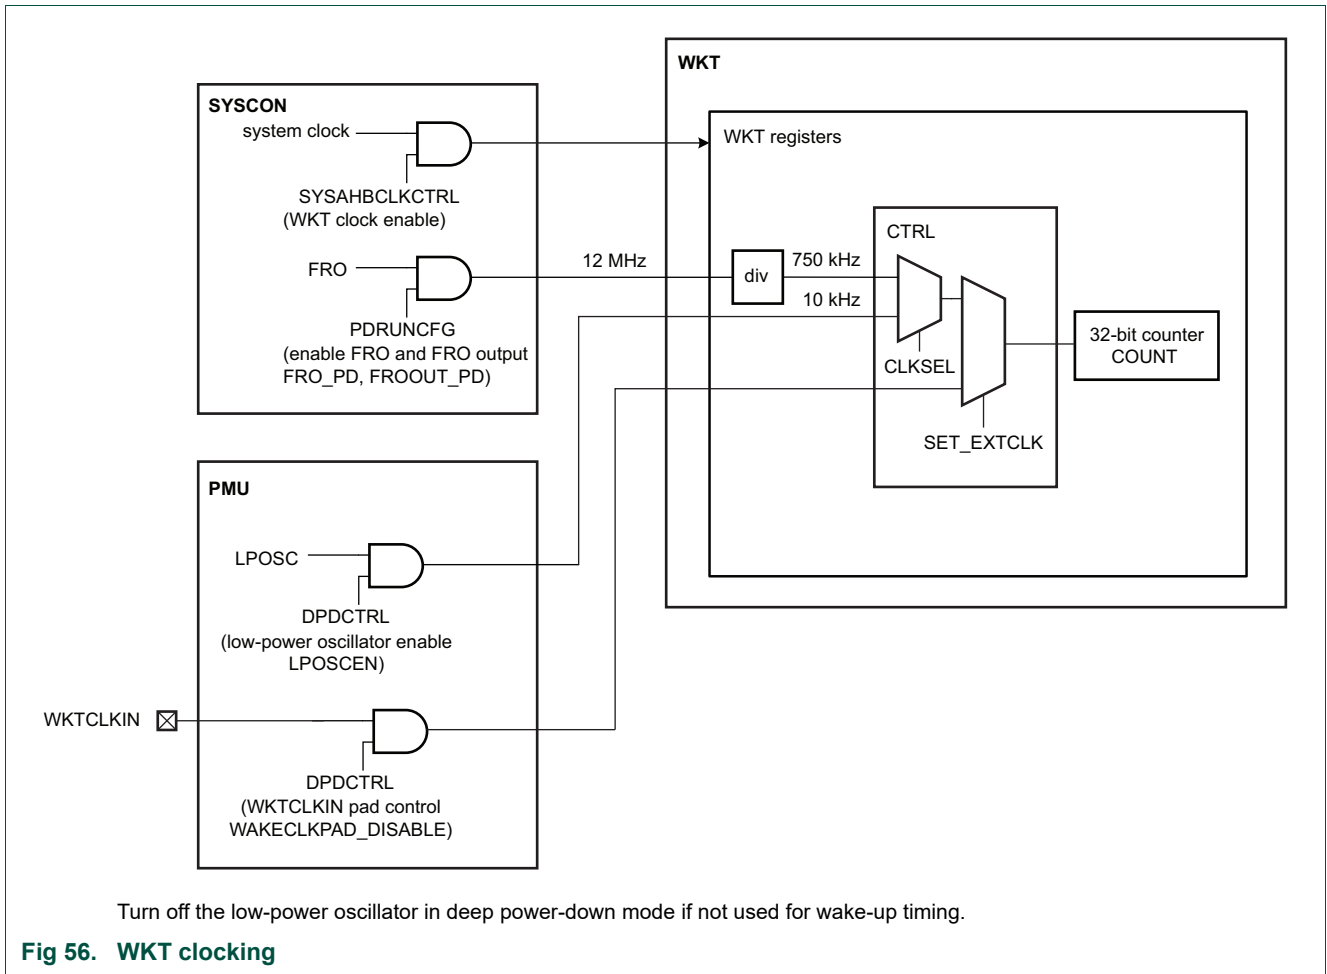 WKT
SYSCON
system clock
SYSAHBCLKCTRL
(WKT clock enable)
FRO
PDRUNCFG
(enable FRO and FRO output
FRO_PD, FROOUT_PD)
12 MHz
WKT registers
div
750 kHz
10 kHz
CTRL
CLKSEL
SET_EXTCLK
32-bit counter
COUNT
PMU
LPOSC
DPDCTRL
(low-power oscillator enable
LPOSCEN)
WKTCLKIN
DPDCTRL
(WKTCLKIN pad control
WAKECLKPAD_DISABLE)
Turn off the low-power oscillator in deep power-down mode if not used for wake-up timing.
Fig 56. WKT clocking